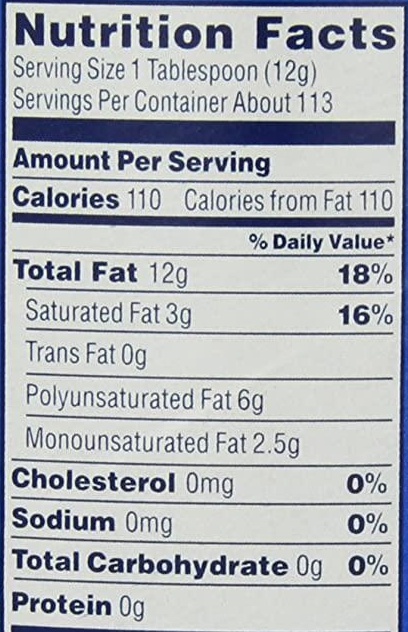 Nutrition Facts
Serving Size 1 Tablespoon (12g)
Servings Per Container About 113
Amount Per Serving
Calories 110 Calories from Fat 110
% Daily Value*
Total Fat 12g 18%
Saturated Fat 3g 16%
Trans Fat 0g
Polyunsaturated Fat 6g
Monounsaturated Fat 2.5g
Cholesterol 0mg 0%
Sodium 0mg 0%
Total Carbohydrate 0g 0%
Protein 0g